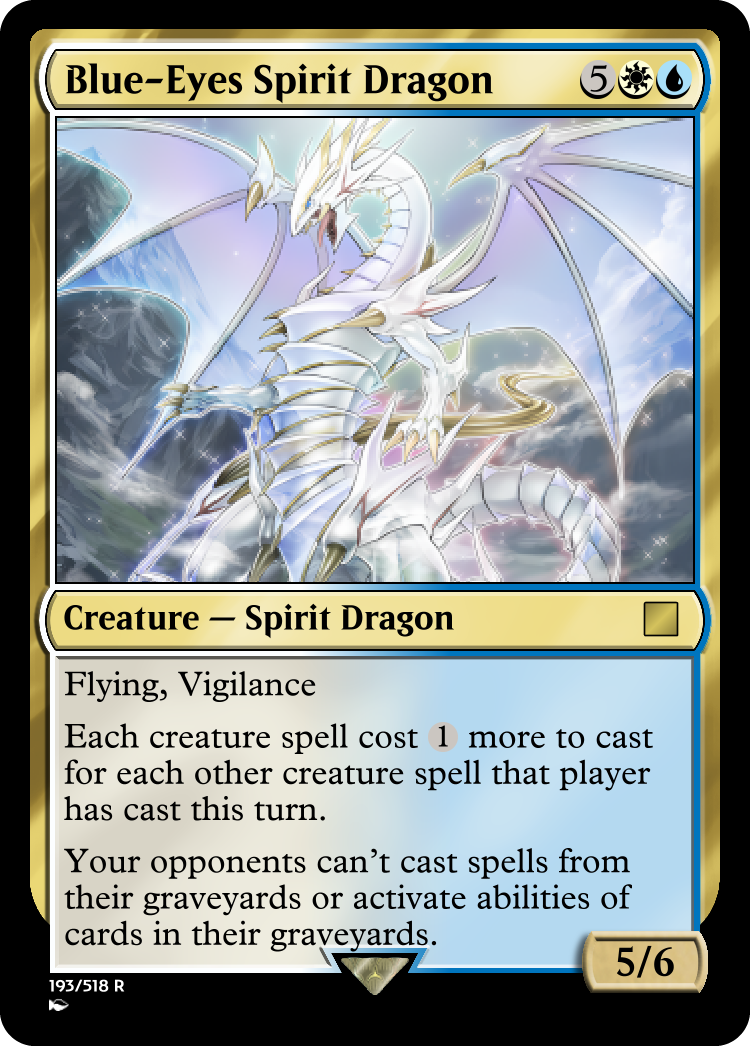 Blue-Eyes Spirit Dragon 5
Creature — Spirit Dragon
Flying, Vigilance
Each creature spell cost 1 more to cast
for each other creature spell that player
has cast this turn.
Your opponents can't cast spells from
their graveyards or activate abilities of
cards in their graveyards.
5/6
193/518 R